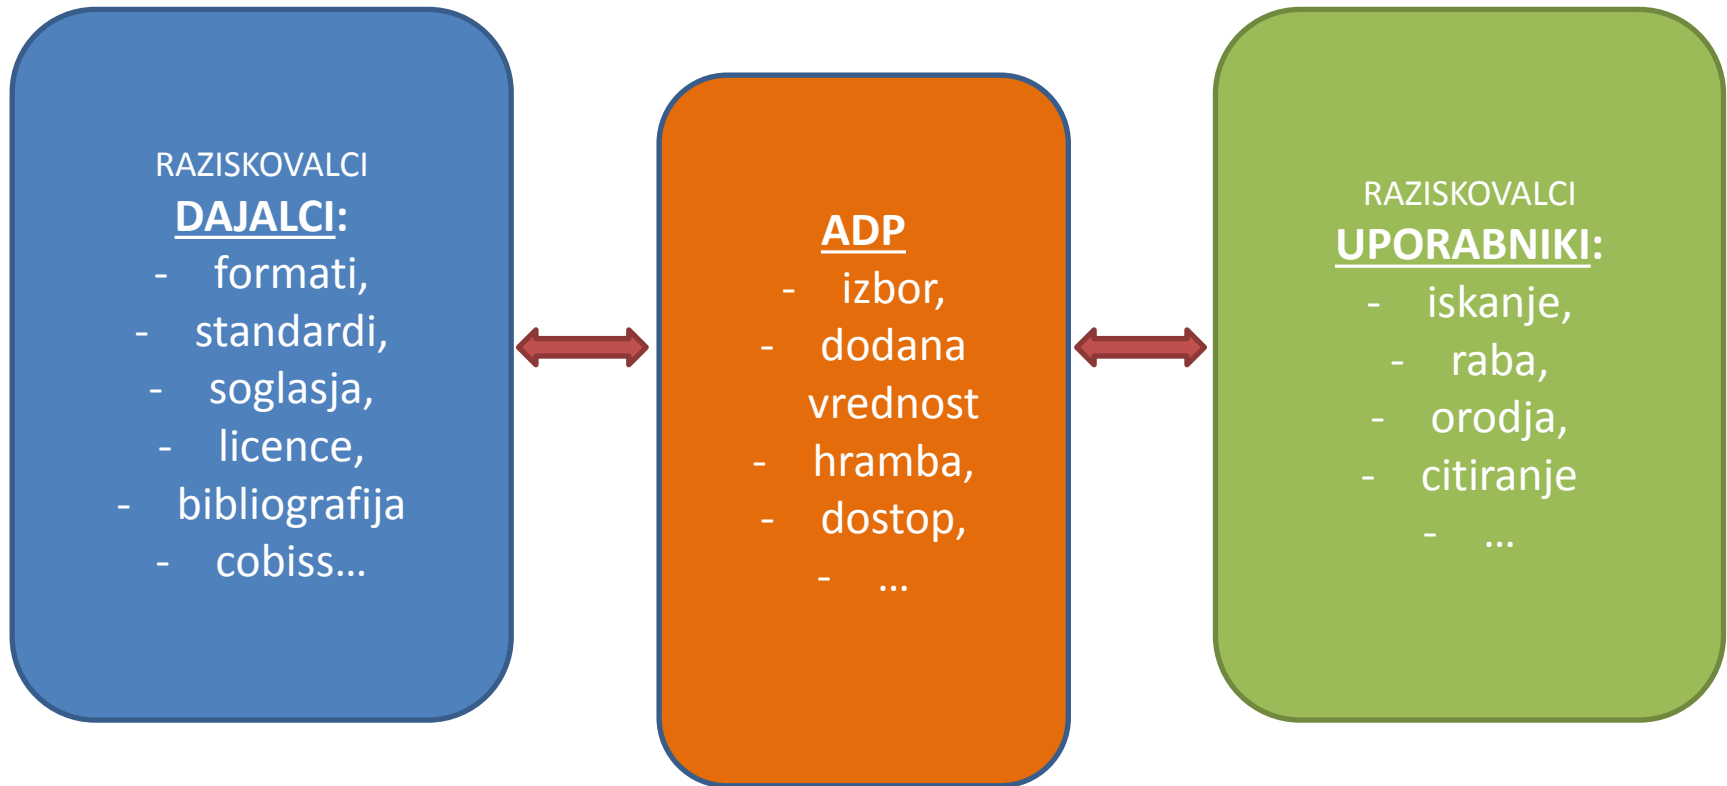 RAZISKOVALCI
DAJALCI:
- formati,
- standardi,
- soglasja,
- licence,
- bibliografija
- cobiss...
ADP
- izbor,
- dodana
vrednost
- hramba,
- dostop,
- ...
RAZISKOVALCI
UPORABNIKI:
- iskanje,
- raba,
- orodja,
- citiranje
- ...